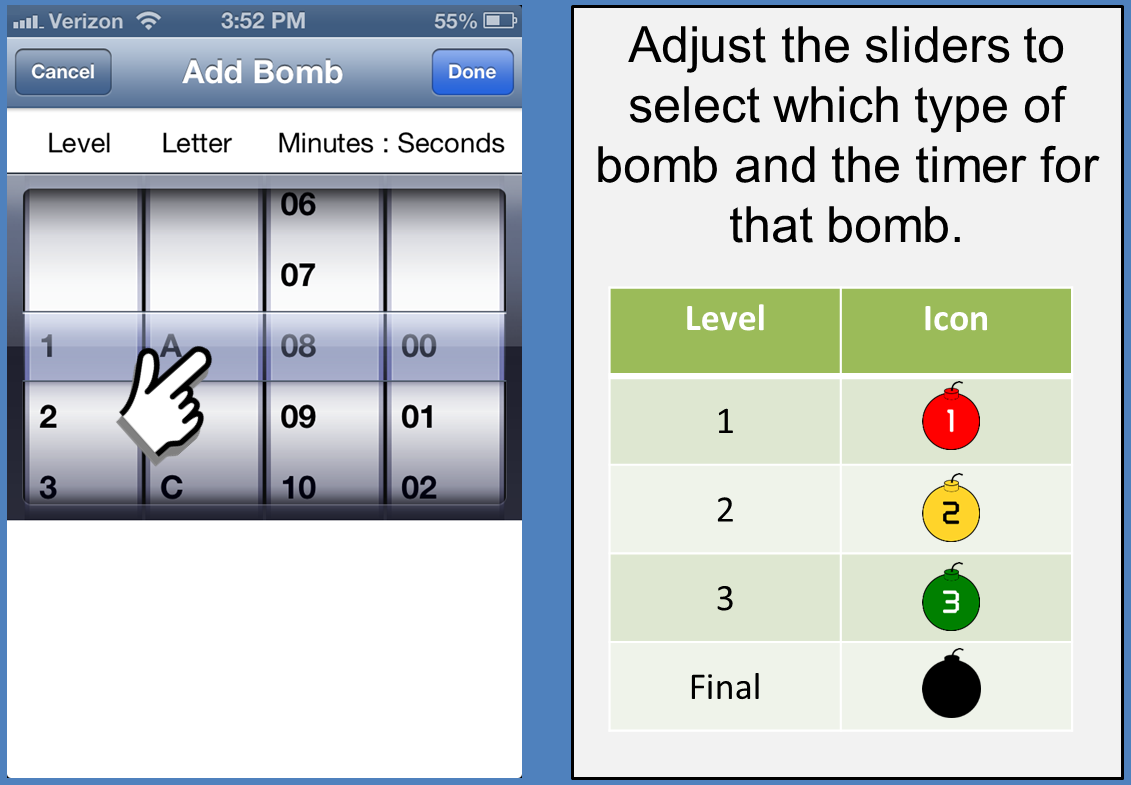 Verizon 3:52 PM 55%
Cancel Add Bomb Done
Level Letter Minutes : Seconds
06
07
1 A 08 00
2 09 01
3 C 10 02
Adjust the sliders to
select which type of
bomb and the timer for
that bomb.
Level Icon
1 1
2 2
3 3
Final